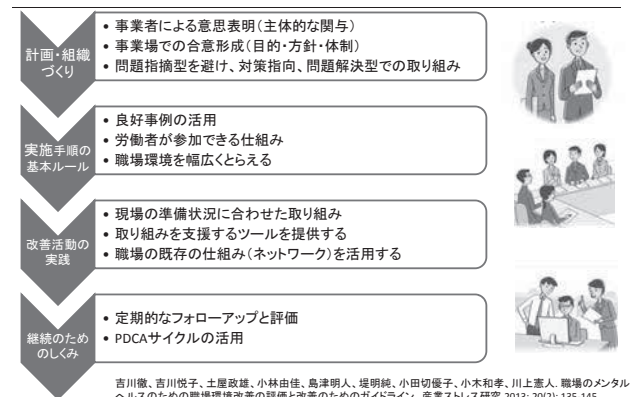 計画・組織
づくり
• 事業者による意思表明(主体的な関与)
• 事業場での合意形成(目的・方針・体制)
• 問題指摘型を避け、対策指向、問題解決型での取り組み
実施手順の
基本ルール
• 良好事例の活用
• 労働者が参加できる仕組み
• 職場環境を幅広くとらえる
改善活動の
実践
• 現場の準備状況に合わせた取り組み
• 取り組みを支援するツールを提供する
• 職場の既存の仕組み(ネットワーク)を活用する
継続のため
のしくみ
• 定期的なフォローアップと評価
• PDCAサイクルの活用
吉川徹、吉川悦子、土屋政雄、小林由佳、島津明人、堤明純、小田切優子、小木和孝、川上憲人. 職場のメンタル
ヘルスのための職場環境改善の評価と改善のためのガイドライン. 産業ストレス研究 2013; 20(2): 135-145